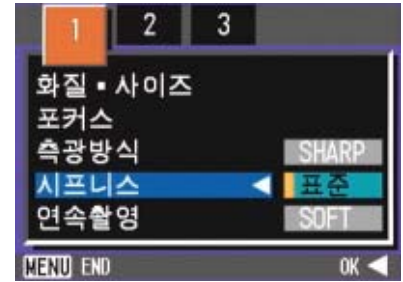 1 2 3
화질▪사이즈
포커스
측광방식 SHARP
시프니스 ◀ 표준
연속촬영 SOFT
MENU END OK ◀